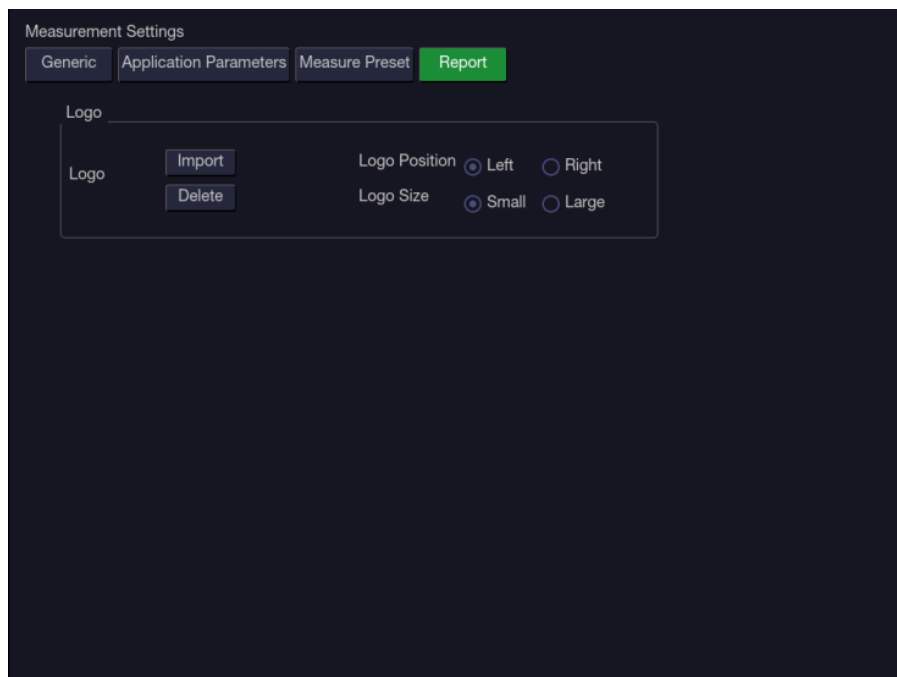 Measurement Settings
Generic Application Parameters Measure Preset Report
Logo
Logo Import Logo Position Left Right
Delete Logo Size Small Large